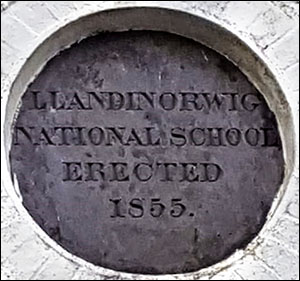 LLANDINORWIG
NATIONAL SCHOOL
ERECTED
1855.